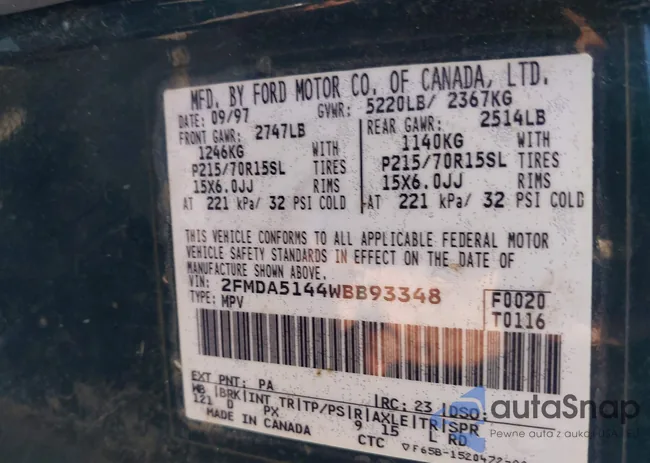 MFD. BY FORD MOTOR CO. OF CANADA, LTD.
DATE: 09/97 GVWR: 5220LB/ 2367KG
FRONT GAWR: 2747LB REAR GAWR: 2514LB
1246KG WITH 1140KG WITH
P215/70R15SL TIRES P215/70R15SL TIRES
15X6.0JJ RIMS 15X6.0JJ RIMS
AT 221 kPa/ 32 PSI COLD AT 221 kPa/ 32 PSI COLD
THIS VEHICLE CONFORMS TO ALL APPLICABLE FEDERAL MOTOR
VEHICLE SAFETY STANDARDS IN EFFECT ON THE DATE OF
MANUFACTURE SHOWN ABOVE.
VIN: 2FMDA5144WBB93348 F0020
TYPE: MPV T0116
EXT PNT: PA RC: 23 DSO:
WB BRK INT TR TP/PS R AXLE TR SPR
121 D PX 9 15 L RD
MADE IN CANADA CTC
autaSnap
Pewne auta z aukcji